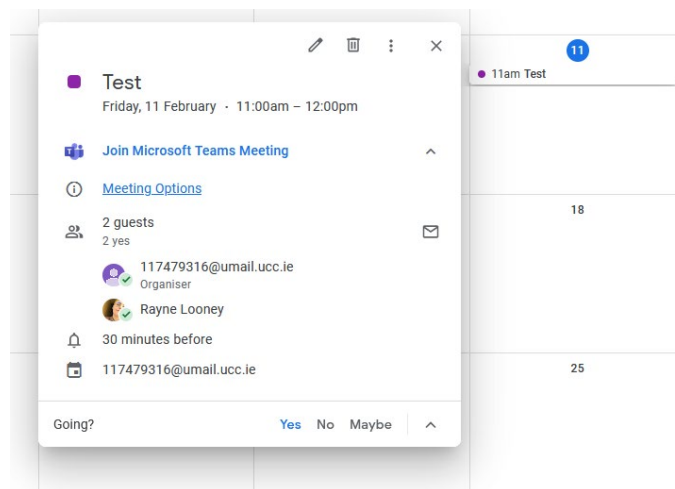 Test
Friday, 11 February · 11:00am – 12:00pm
Join Microsoft Teams Meeting
Meeting Options
2 guests
2 yes
117479316@umail.ucc.ie
Organiser
Rayne Looney
30 minutes before
117479316@umail.ucc.ie
Going?
Yes No Maybe
11
11am Test
18
25